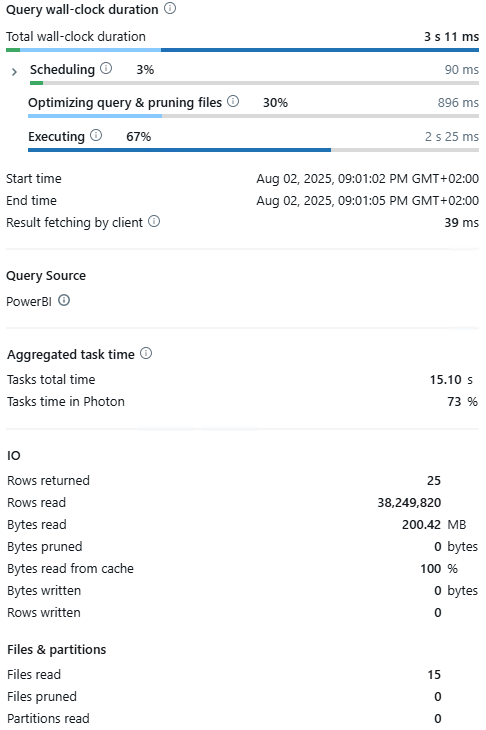 Query wall-clock duration
Total wall-clock duration 3 s 11 ms
Scheduling 3% 90 ms
Optimizing query & pruning files 30% 896 ms
Executing 67% 2 s 25 ms
Start time Aug 02, 2025, 09:01:02 PM GMT+02:00
End time Aug 02, 2025, 09:01:05 PM GMT+02:00
Result fetching by client 39 ms
Query Source
PowerBI
Aggregated task time
Tasks total time 15.10 s
Tasks time in Photon 73 %
IO
Rows returned 25
Rows read 38,249,820
Bytes read 200.42 MB
Bytes pruned 0 bytes
Bytes read from cache 100 %
Bytes written 0 bytes
Rows written 0
Files & partitions
Files read 15
Files pruned 0
Partitions read 0